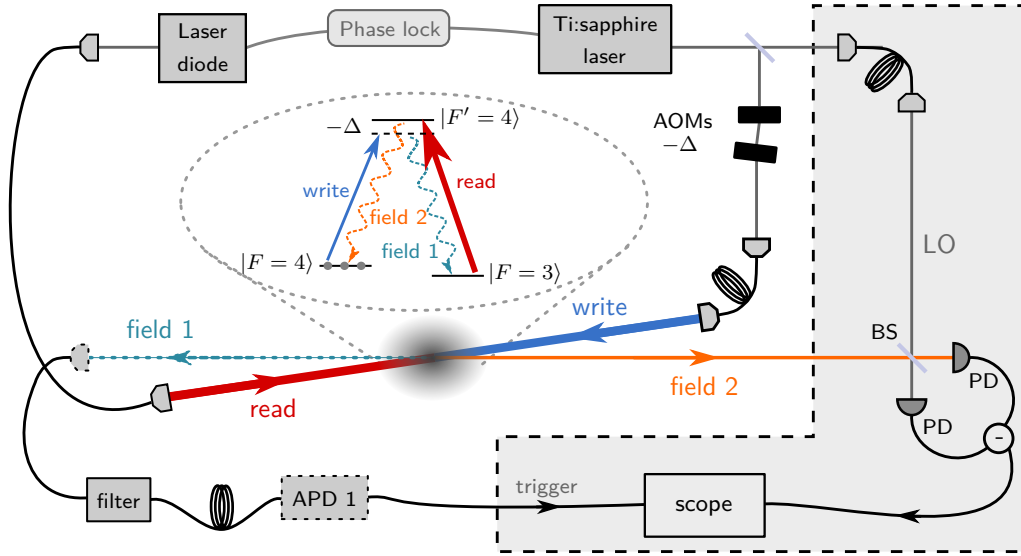 Laser
diode
Phase lock
Ti:sapphire
laser
AOMs
−Δ
−Δ
|F′ = 4⟩
write
read
field 2
field 1
|F = 4⟩
|F = 3⟩
LO
write
field 1
BS
read
field 2
PD
PD
-
filter
APD 1
trigger
scope